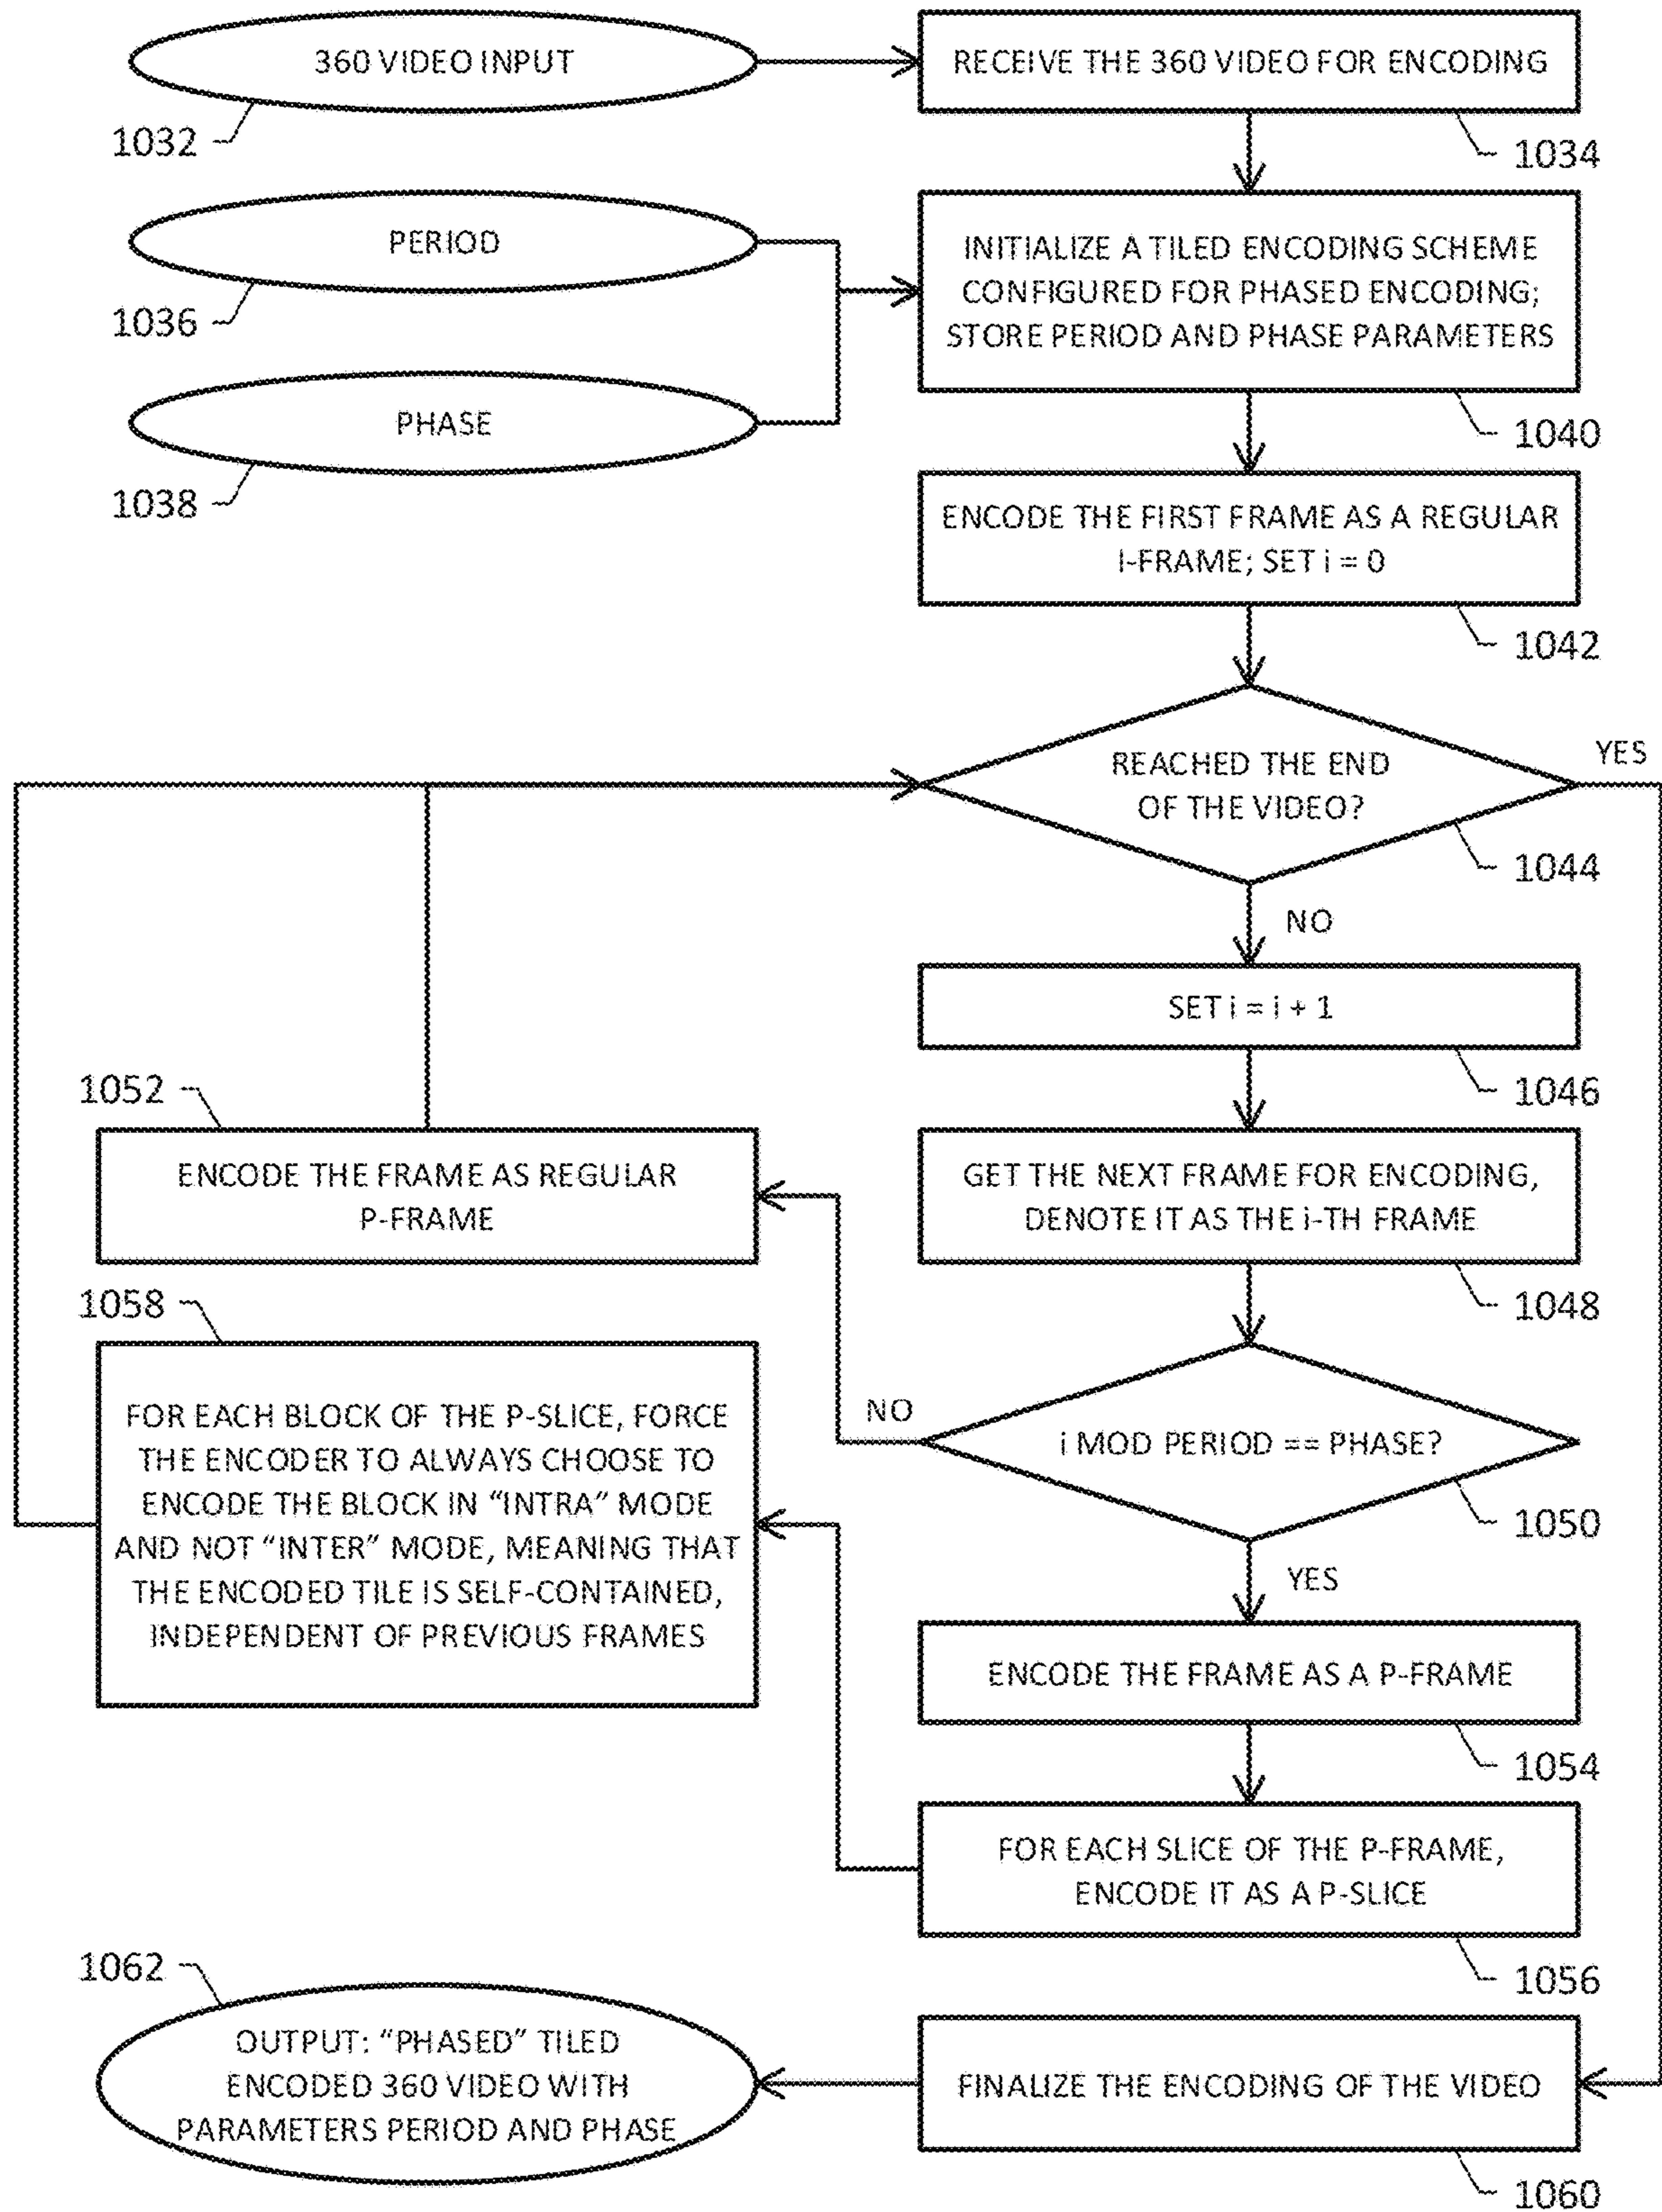 360 VIDEO INPUT
1032
RECEIVE THE 360 VIDEO FOR ENCODING
1034
PERIOD
1036
PHASE
1038
INITIALIZE A TILED ENCODING SCHEME
CONFIGURED FOR PHASED ENCODING;
STORE PERIOD AND PHASE PARAMETERS
1040
ENCODE THE FIRST FRAME AS A REGULAR
I-FRAME; SET i = 0
1042
REACHED THE END
OF THE VIDEO?
YES
1044
NO
SET i = i + 1
1046
1052
ENCODE THE FRAME AS REGULAR
P-FRAME
GET THE NEXT FRAME FOR ENCODING,
DENOTE IT AS THE i-TH FRAME
1048
1058
FOR EACH BLOCK OF THE P-SLICE, FORCE
THE ENCODER TO ALWAYS CHOOSE TO
ENCODE THE BLOCK IN “INTRA” MODE
AND NOT “INTER” MODE, MEANING THAT
THE ENCODED TILE IS SELF-CONTAINED,
INDEPENDENT OF PREVIOUS FRAMES
NO
i MOD PERIOD == PHASE?
1050
YES
ENCODE THE FRAME AS A P-FRAME
1054
FOR EACH SLICE OF THE P-FRAME,
ENCODE IT AS A P-SLICE
1056
1062
OUTPUT: “PHASED” TILED
ENCODED 360 VIDEO WITH
PARAMETERS PERIOD AND PHASE
FINALIZE THE ENCODING OF THE VIDEO
1060